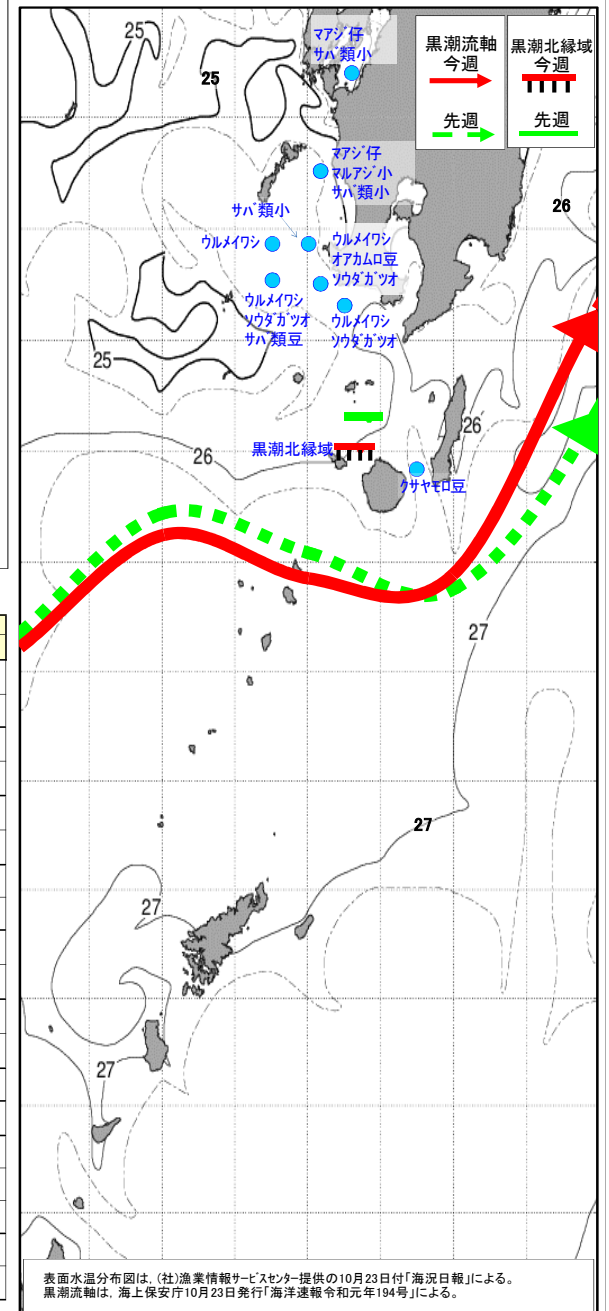 黒潮流軸
今週
先週
黒潮北縁域
今週
先週
マアジ仔
サバ類小
25
25
マアジ仔
マルアジ小
サバ類小
26
サバ類小
ウルメイワシ
ウルメイワシ
オアカムロ豆
ソウダガツオ
ウルメイワシ
ソウダガツオ
サバ類豆
ウルメイワシ
ソウダガツオ
25
26
26
黒潮北縁域
クサヤモロ豆
27
27
27
27
表面水温分布図は，(社)漁業情報サービスセンター提供の10月23日付「海況日報」による。
黒潮流軸は，海上保安庁10月23日発行「海洋速報令和元年194号」による。